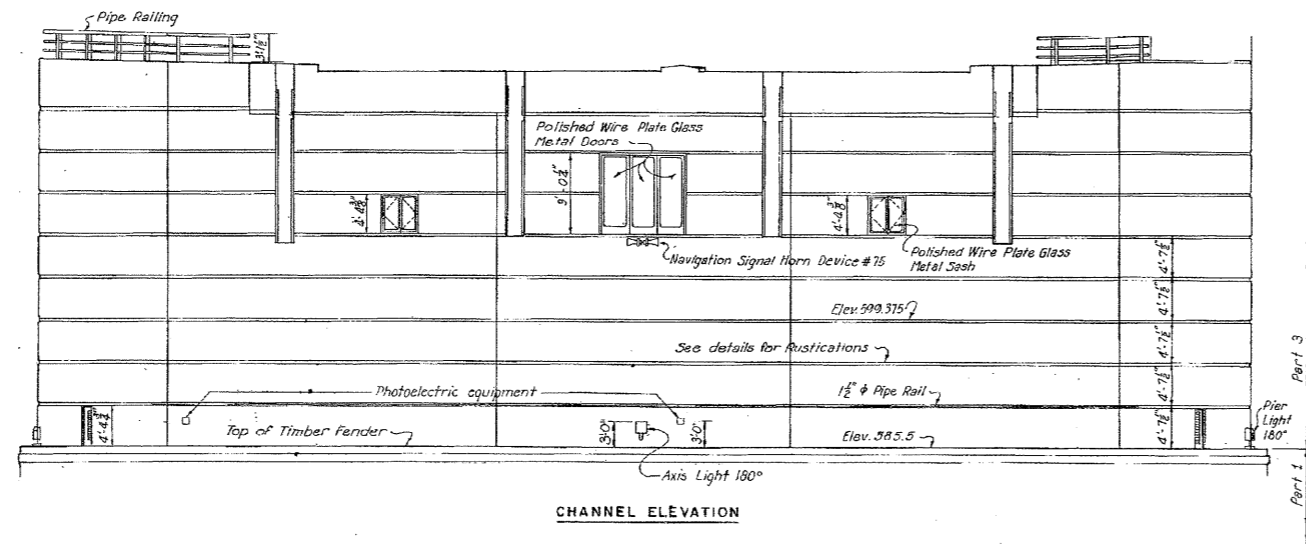 Pipe Railing
3'-1½"
Polished Wire Plate Glass
Metal Doors
9'-0¼"
4'-4⅜"
4'-4⅜"
Navigation Signal Horn Device #75
Polished Wire Plate Glass
Metal Sash
4'-7½"
4'-7½"
Elev. 599.375
4'-7½"
See details for Rustications
4'-7½"
Photoelectric equipment
1½" ϕ Pipe Rail
4'-4¾"
Top of Timber Fender
3'-0"
3'-0"
Elev. 585.5
4'-7½"
Pier
Light
180°
Axis Light 180°
Part 3
Part 1
CHANNEL ELEVATION